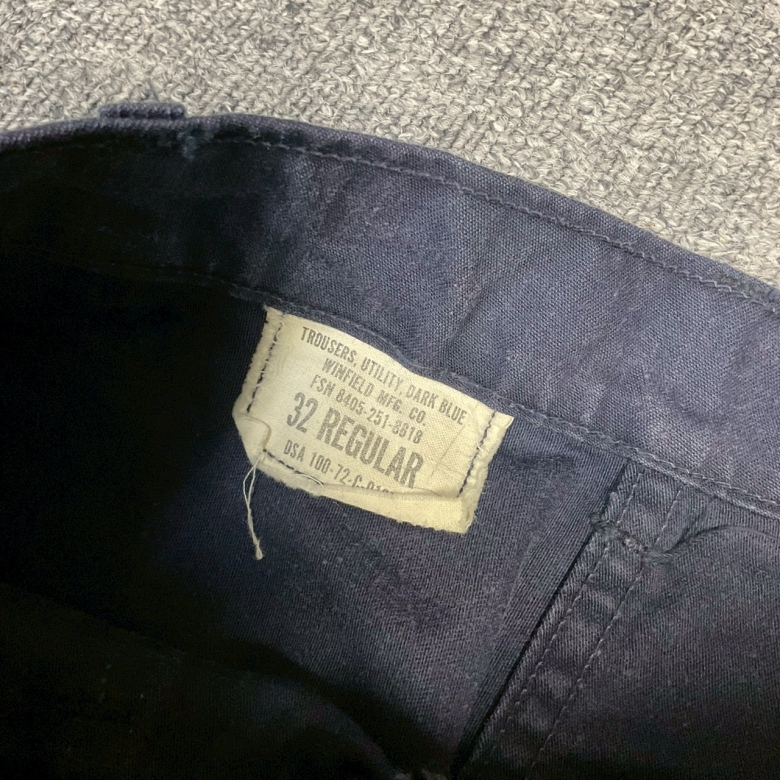 TROUSERS, UTILITY, DARK BLUE
WINFIELD MFG. CO.
FSN 8405-251-8818
32 REGULAR
DSA 100-72-C-